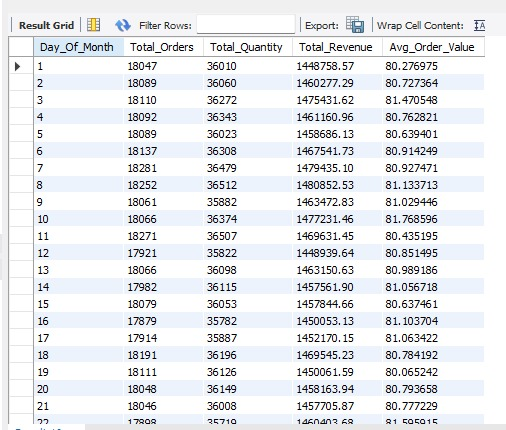 Result Grid Filter Rows: Export: Wrap Cell Content:
Day_Of_Month Total_Orders Total_Quantity Total_Revenue Avg_Order_Value
1 18047 36010 1448758.57 80.276975
2 18089 36060 1460277.29 80.727364
3 18110 36272 1475431.62 81.470548
4 18092 36343 1461160.96 80.762821
5 18089 36023 1458686.13 80.639401
6 18137 36308 1467541.73 80.914249
7 18281 36479 1479435.10 80.927471
8 18252 36512 1480852.53 81.133713
9 18061 35882 1463472.83 81.029446
10 18066 36374 1477231.46 81.768596
11 18271 36507 1469631.45 80.435195
12 17921 35822 1448939.64 80.851495
13 18066 36098 1463150.63 80.989186
14 17982 36115 1457561.90 81.056718
15 18079 36053 1457844.66 80.637461
16 17879 35782 1450053.13 81.103704
17 17914 35887 1452170.15 81.063422
18 18191 36196 1469545.23 80.784192
19 18111 36126 1450061.59 80.065242
20 18048 36149 1458163.94 80.793658
21 18046 36008 1457705.87 80.777229
22 17898 35719 1460403.68 81.595915